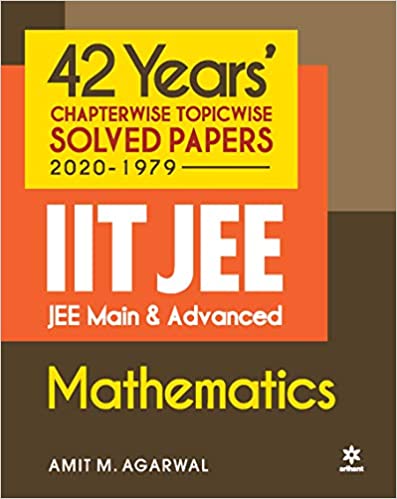 42 Years'
CHAPTERWISE TOPICWISE
SOLVED PAPERS
2020-1979
IIT JEE
JEE Main & Advanced
Mathematics
AMIT M. AGARWAL
arihant